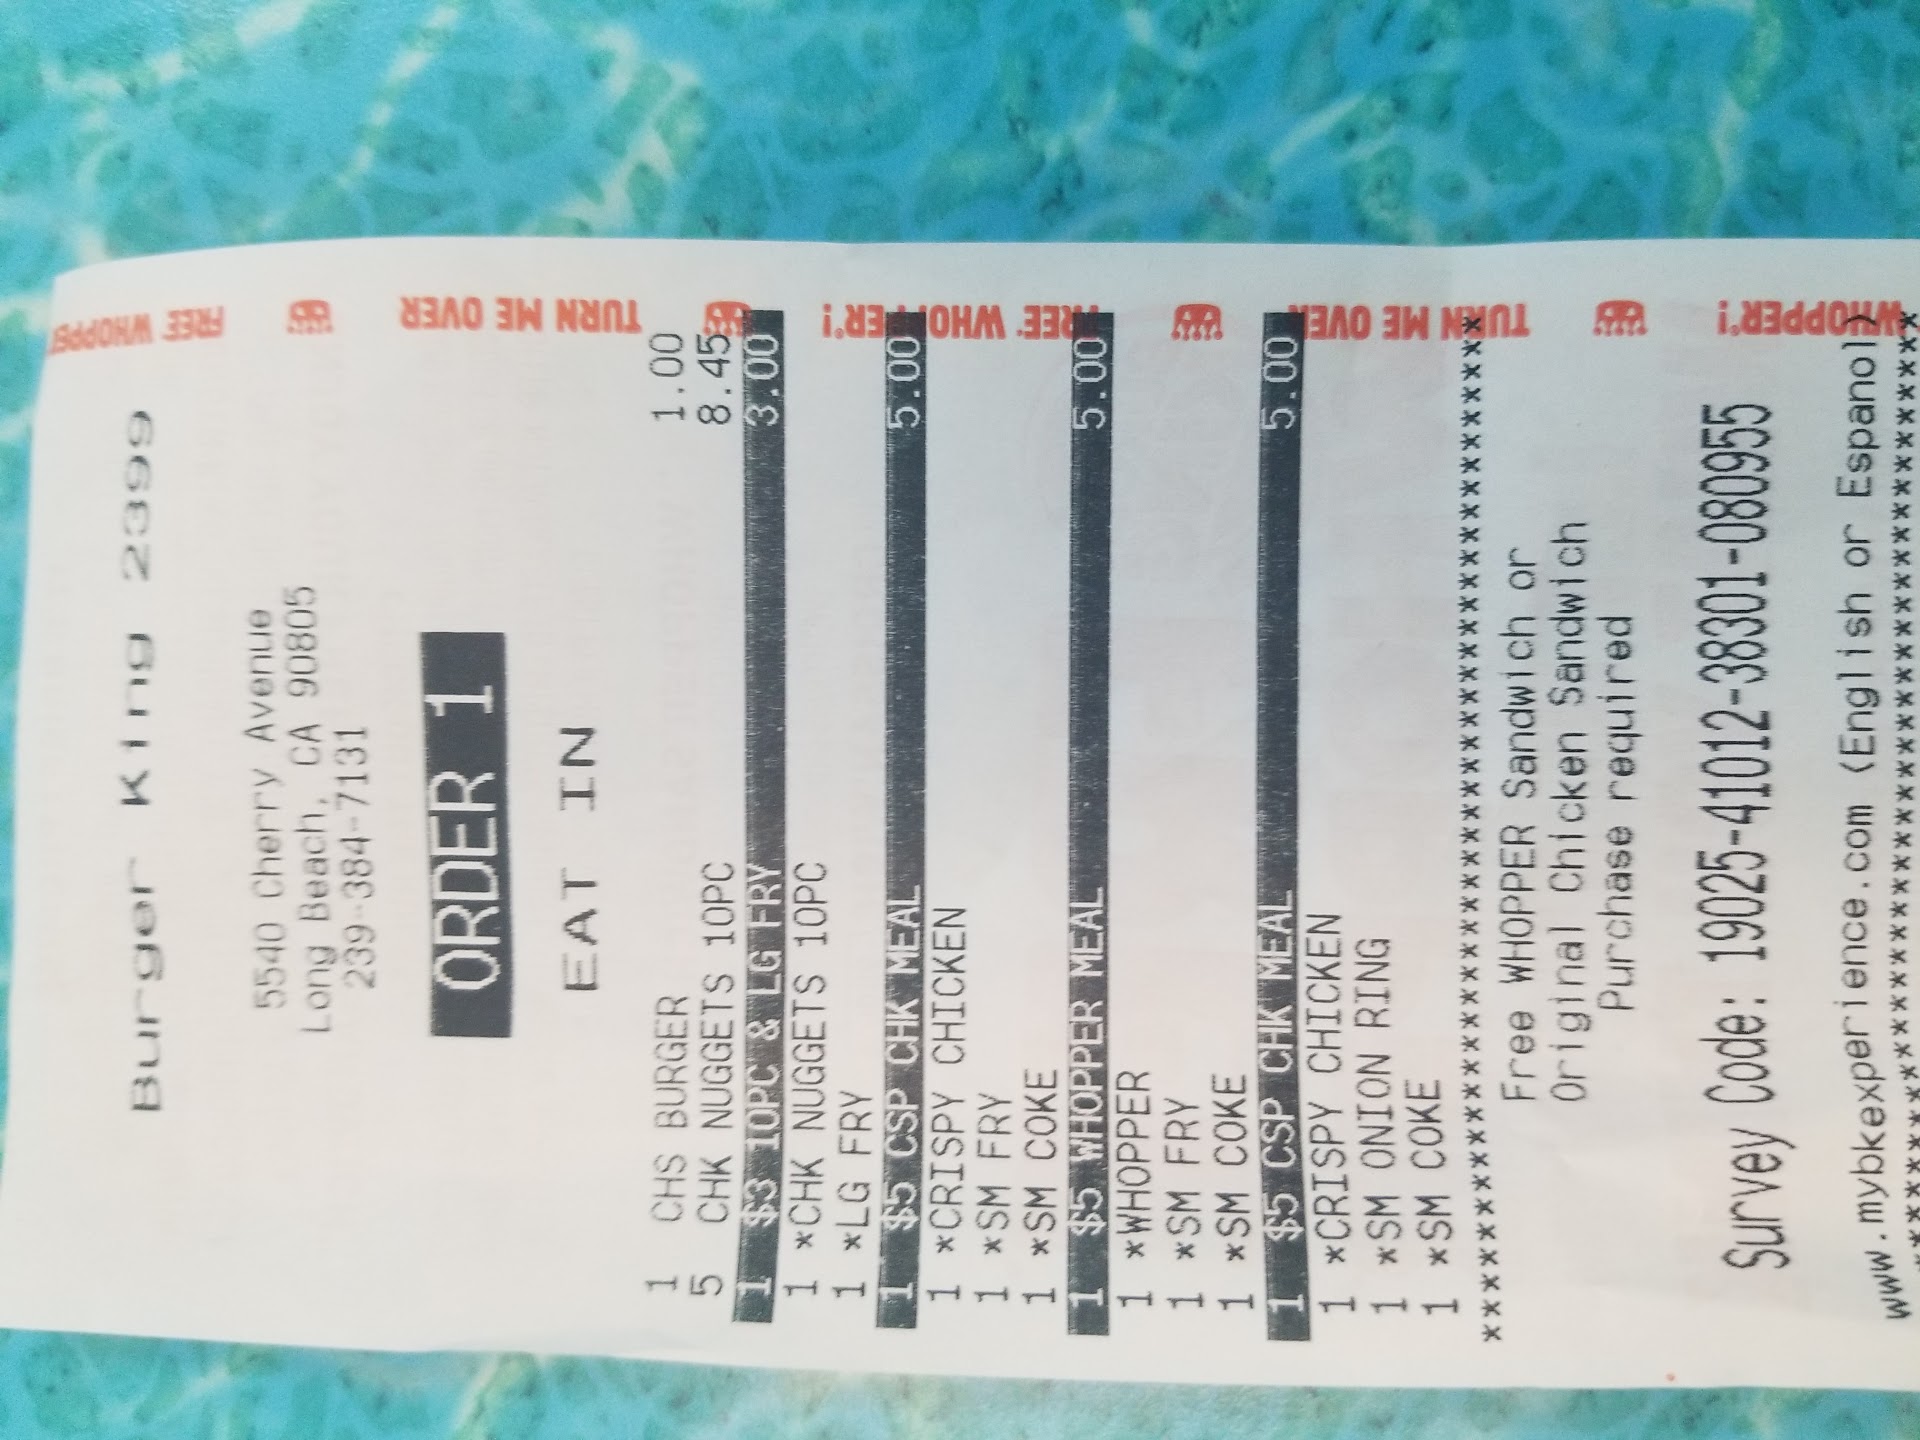 FREE WHOPPER
TURN ME OVER
FREE WHOPPER!
TURN ME OVER
WHOPPER!
Burger King 2399
5540 Cherry Avenue
Long Beach, CA 90805
239-384-7131
ORDER 1
EAT IN
1 CHS BURGER 1.00
5 CHK NUGGETS 10PC 8.45
1 $3 10PC & LG FRY 3.00
1 *CHK NUGGETS 10PC
1 *LG FRY
1 $5 CSP CHK MEAL 5.00
1 *CRISPY CHICKEN
1 *SM FRY
1 *SM COKE
1 $5 WHOPPER MEAL 5.00
1 *WHOPPER
1 *SM FRY
1 *SM COKE
1 $5 CSP CHK MEAL 5.00
1 *CRISPY CHICKEN
1 *SM ONION RING
1 *SM COKE
******************************************
Free WHOPPER Sandwich or
Original Chicken Sandwich
Purchase required
Survey Code: 19025-41012-38301-080955
www.mybkexperience.com (English or Espanol)
******************************************